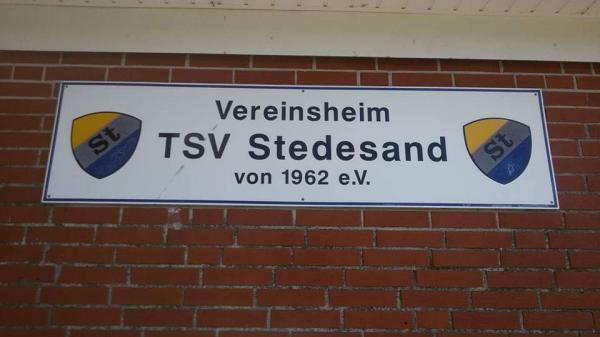 Vereinsheim
St TSV Stedesand St
von 1962 e.V.